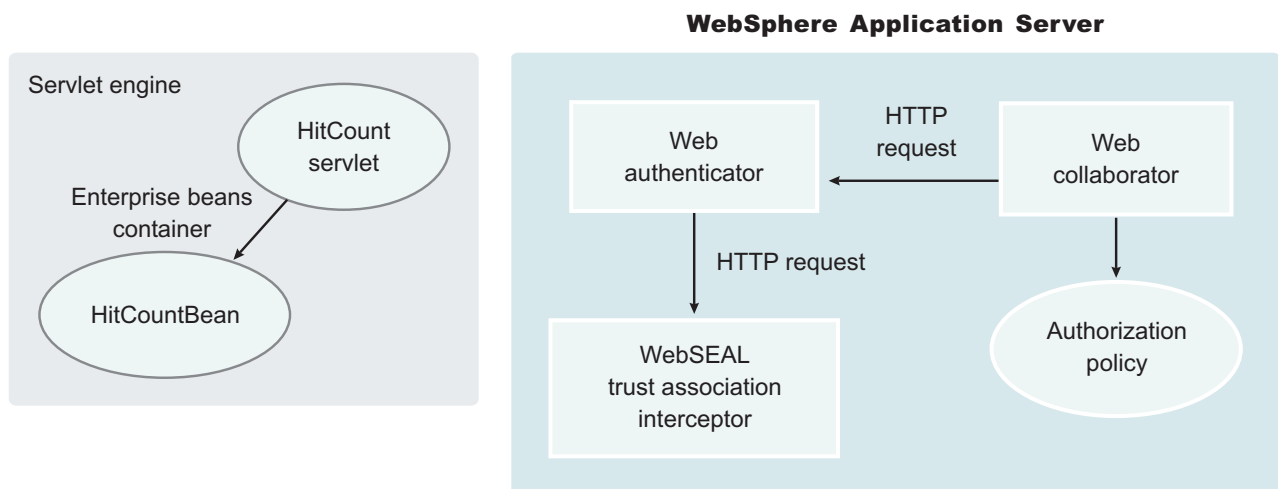 WebSphere Application Server
Servlet engine
HitCount
servlet
Enterprise beans
container
HitCountBean
Web
authenticator
HTTP
request
Web
collaborator
HTTP request
WebSEAL
trust association
interceptor
Authorization
policy